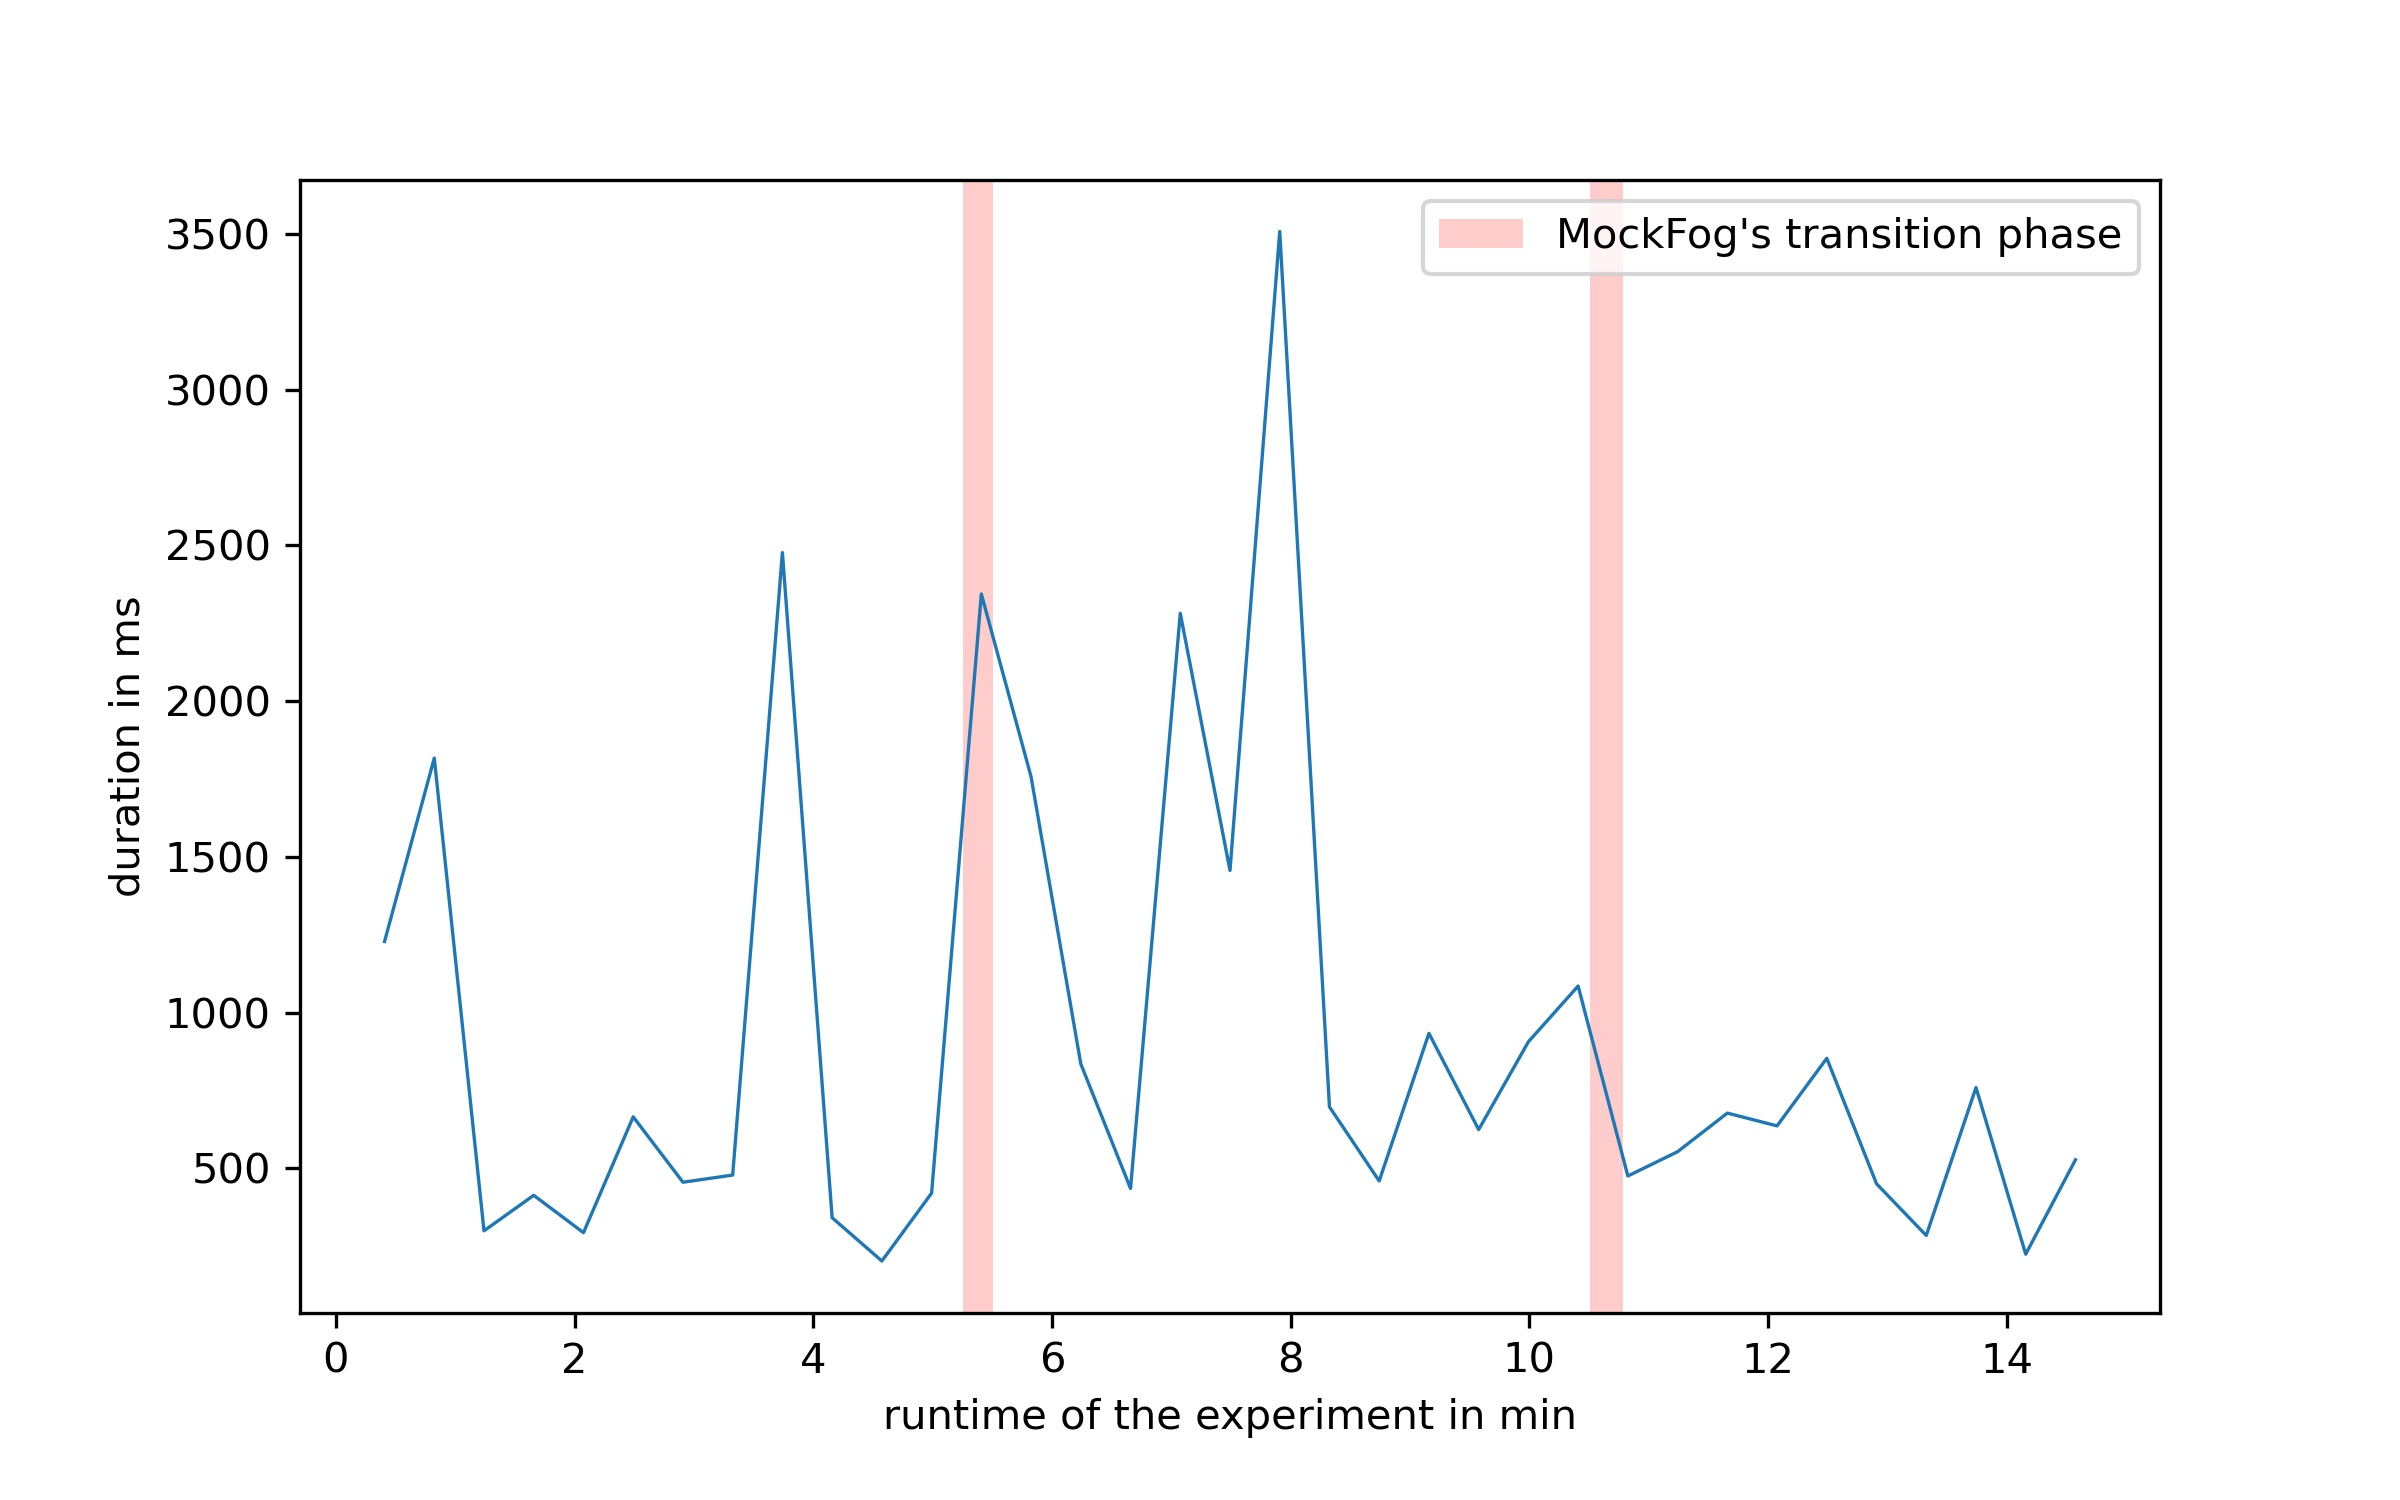 MockFog's transition phase
3500
3000
2500
2000
1500
1000
500
duration in ms
0 2 4 6 8 10 12 14
runtime of the experiment in min